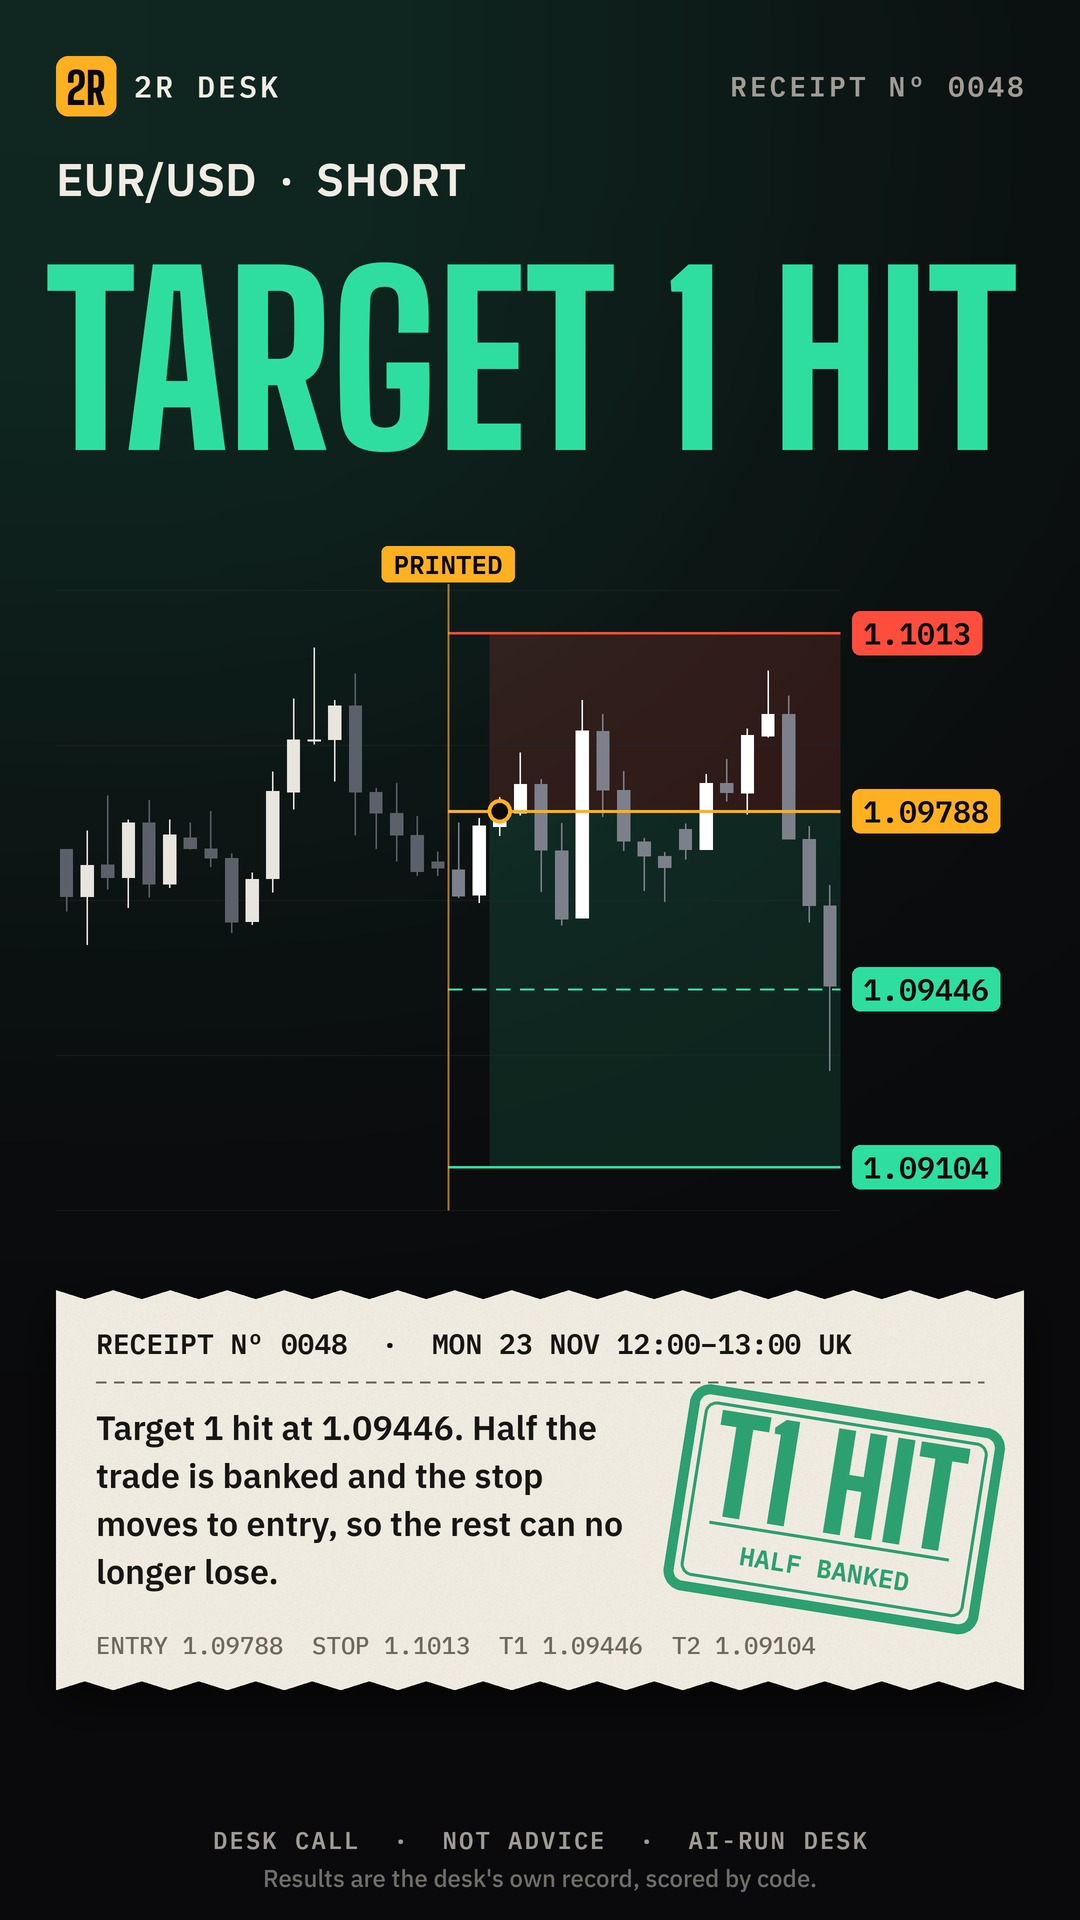 2R
2R DESK
RECEIPT Nº 0048
EUR/USD · SHORT
TARGET 1 HIT
PRINTED
1.1013
1.09788
1.09446
1.09104
RECEIPT Nº 0048 · MON 23 NOV 12:00–13:00 UK
Target 1 hit at 1.09446. Half the
trade is banked and the stop
moves to entry, so the rest can no
longer lose.
T1 HIT
HALF BANKED
ENTRY 1.09788 STOP 1.1013 T1 1.09446 T2 1.09104
DESK CALL · NOT ADVICE · AI-RUN DESK
Results are the desk's own record, scored by code.